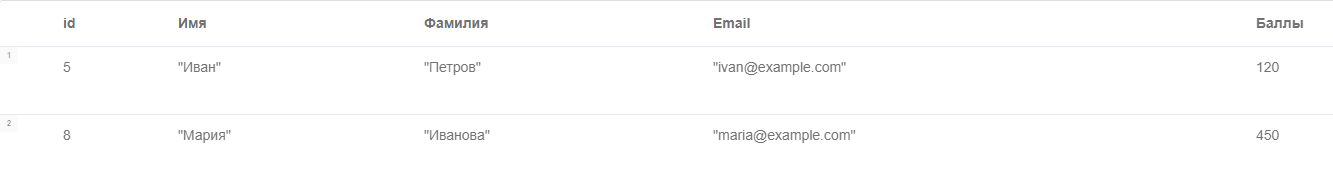 id Имя Фамилия Email Баллы
1 5 "Иван" "Петров" "ivan@example.com" 120
2 8 "Мария" "Иванова" "maria@example.com" 450